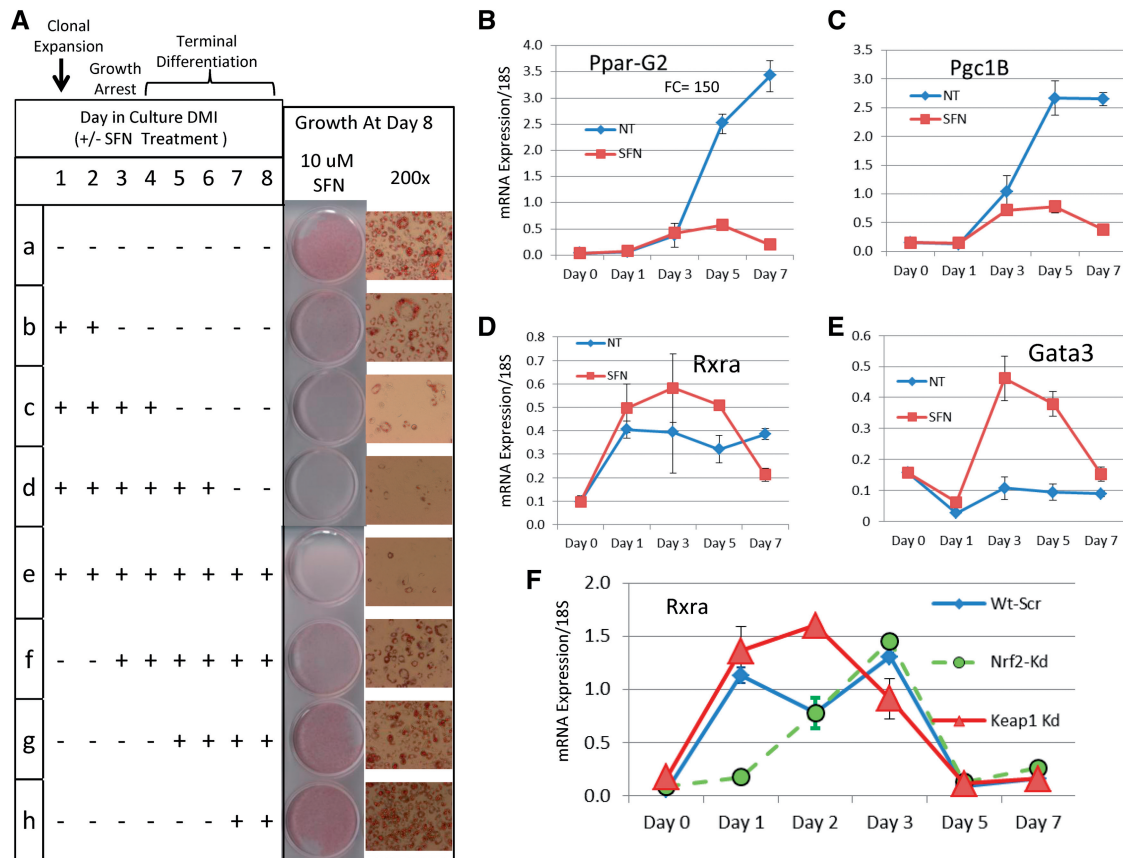 A
Clonal
Expansion
Growth
Arrest
Terminal
Differentiation
Day in Culture DMI
(+/- SFN Treatment )
1 2 3 4 5 6 7 8
Growth At Day 8
10 uM
SFN
200x
a - - - - - - - -
b + + - - - - - -
c + + + + - - - -
d + + + + + + - -
e + + + + + + + +
f - - + + + + + +
g - - - - + + + +
h - - - - - - + +
B
Ppar-G2
FC= 150
NT
SFN
mRNA Expression/18S
4.0
3.5
3.0
2.5
2.0
1.5
1.0
0.5
0.0
Day 0 Day 1 Day 3 Day 5 Day 7
C
Pgc1B
NT
SFN
3.5
3.0
2.5
2.0
1.5
1.0
0.5
0.0
Day 0 Day 1 Day 3 Day 5 Day 7
D
Rxra
NT
SFN
mRNA Expression/18S
0.8
0.7
0.6
0.5
0.4
0.3
0.2
0.1
0.0
Day 0 Day 1 Day 3 Day 5 Day 7
E
Gata3
NT
SFN
0.6
0.5
0.4
0.3
0.2
0.1
0
Day 0 Day 1 Day 3 Day 5 Day 7
F
Rxra
Wt-Scr
Nrf2-Kd
Keap1 Kd
mRNA Expression/18S
2.0
1.5
1.0
0.5
0.0
Day 0 Day 1 Day 2 Day 3 Day 5 Day 7